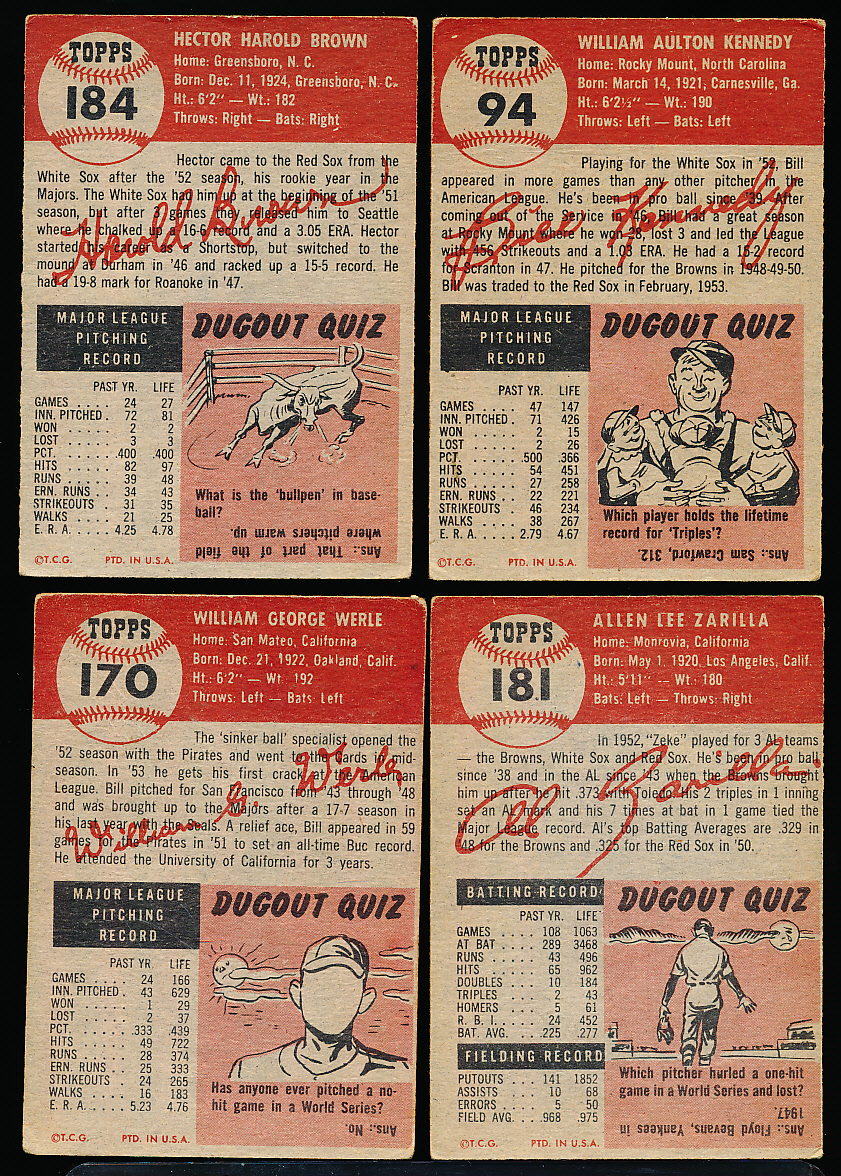 TOPPS
184
HECTOR HAROLD BROWN
Home: Greensboro, N. C.
Born: Dec. 11, 1924, Greensboro, N. C.
Ht.: 6'2" — Wt.: 182
Throws: Right — Bats: Right
Hector came to the Red Sox from the
White Sox after the '52 season, his rookie year in the
Majors. The White Sox had him up at the beginning of the '51
season, but after 3 games they released him to Seattle
where he chalked up a 16-6 record and a 3.05 ERA. Hector
started his career as a Shortstop, but switched to the
mound at Durham in '46 and racked up a 15-5 record. He
had a 19-8 mark for Roanoke in '47.
Harold Brown
MAJOR LEAGUE
PITCHING
RECORD
PAST YR. LIFE
GAMES . . . . 24 27
INN. PITCHED . 72 81
WON . . . . . 2 2
LOST . . . . . 3 3
PCT. . . . . . .400 .400
HITS . . . . . 82 97
RUNS . . . . . 39 48
ERN. RUNS . . 34 43
STRIKEOUTS . . 31 35
WALKS . . . . 21 25
E. R. A. . . . . 4.25 4.78
DUGOUT QUIZ
What is the 'bullpen' in base-
ball?
Ans.: That part of the field
where pitchers warm up.
©T.C.G. PTD. IN U.S.A.
TOPPS
94
WILLIAM AULTON KENNEDY
Home: Rocky Mount, North Carolina
Born: March 14, 1921; Carnesville, Ga.
Ht.: 6'2½" — Wt.: 190
Throws: Left — Bats: Left
Playing for the White Sox in '52, Bill
appeared in more games than any other pitcher in the
American League. He's been in pro ball since '39. After
coming out of the Service in '46, Bill had a great season
at Rocky Mount where he won 28, lost 3 and led the League
with 456 Strikeouts and a 1.03 ERA. He had a 15-2 record
for Scranton in 47. He pitched for the Browns in 1948-49-50.
Bill was traded to the Red Sox in February, 1953.
Bill Kennedy
MAJOR LEAGUE
PITCHING
RECORD
PAST YR. LIFE
GAMES . . . . 47 147
INN. PITCHED . 71 426
WON . . . . . 2 15
LOST . . . . . 2 26
PCT. . . . . . .500 .366
HITS . . . . . 54 451
RUNS . . . . . 27 258
ERN. RUNS . . 22 221
STRIKEOUTS . . 46 234
WALKS . . . . 38 267
E. R. A. . . . . 2.79 4.67
DUGOUT QUIZ
Which player holds the lifetime
record for 'Triples'?
Ans.: Sam Crawford, 312.
©T.C.G. PTD. IN U.S.A.
TOPPS
170
WILLIAM GEORGE WERLE
Home: San Mateo, California
Born: Dec. 21, 1922, Oakland, Calif.
Ht.: 6'2" — Wt. 192
Throws: Left — Bats: Left
The 'sinker ball' specialist opened the
'52 season with the Pirates and went to the Cards in mid-
season. In '53 he gets his first crack at the American
League. Bill pitched for San Francisco from '43 through '48
and was brought up to the Majors after a 17-7 season in
his last year with the Seals. A relief ace, Bill appeared in 59
games for the Pirates in '51 to set an all-time Buc record.
He attended the University of California for 3 years.
William G. Werle
MAJOR LEAGUE
PITCHING
RECORD
PAST YR. LIFE
GAMES . . . . 24 166
INN. PITCHED . 43 629
WON . . . . . 1 29
LOST . . . . . 2 37
PCT. . . . . . .333 .439
HITS . . . . . 49 722
RUNS . . . . . 28 374
ERN. RUNS . . 25 333
STRIKEOUTS . . 24 265
WALKS . . . . 16 183
E. R. A. . . . . 5.23 4.76
DUGOUT QUIZ
Has anyone ever pitched a no-
hit game in a World Series?
Ans.: No.
©T.C.G. PTD. IN U.S.A.
TOPPS
181
ALLEN LEE ZARILLA
Home: Monrovia, California
Born: May 1, 1920, Los Angeles, Calif.
Ht.: 5'11" — Wt.: 180
Bats: Left — Throws: Right
In 1952, "Zeke" played for 3 AL teams
— the Browns, White Sox and Red Sox. He's been in pro ball
since '38 and in the AL since '43 when the Browns brought
him up after he hit .373 with Toledo. His 2 triples in 1 inning
set an AL mark and his 7 times at bat in 1 game tied the
Major League record. Al's top Batting Averages are .329 in
'48 for the Browns and .325 for the Red Sox in '50.
Al Zarilla
BATTING RECORD
PAST YR. LIFE
GAMES . . . . 108 1063
AT BAT . . . . 289 3468
RUNS . . . . . 43 496
HITS . . . . . 65 962
DOUBLES . . . 10 184
TRIPLES . . . 2 43
HOMERS . . . 5 61
R. B. I. . . . . 24 452
BAT. AVG. . . . .225 .277
FIELDING RECORD
PUTOUTS . . . 141 1852
ASSISTS . . . 10 68
ERRORS . . . 5 50
FIELD AVG. . . .968 .975
DUGOUT QUIZ
Which pitcher hurled a one-hit
game in a World Series and lost?
Ans.: Floyd Bevans, Yankees in
1947
©T.C.G. PTD. IN U.S.A.